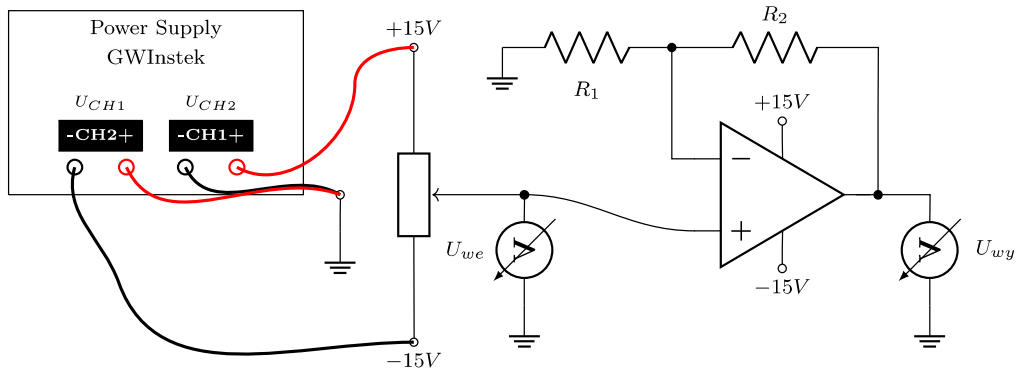 Power Supply
GWInstek
U_{CH1}
U_{CH2}
-CH2+
-CH1+
+15V
−15V
U_{we}
R_1
R_2
+15V
−
+
−15V
V
V
U_{wy}